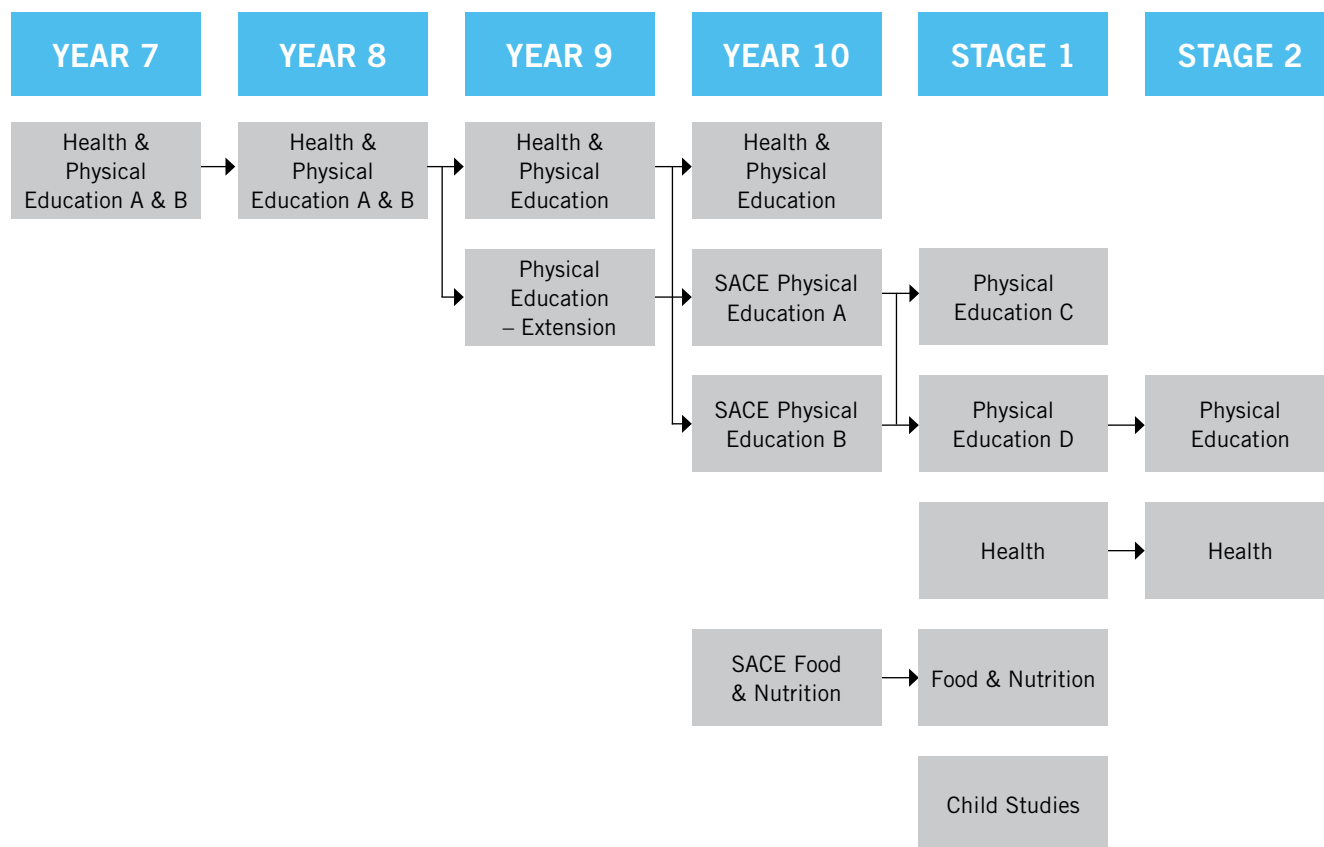 YEAR 7
YEAR 8
YEAR 9
YEAR 10
STAGE 1
STAGE 2
Health &
Physical
Education A & B
Health &
Physical
Education A & B
Health &
Physical
Education
Health &
Physical
Education
Physical
Education
– Extension
SACE Physical
Education A
Physical
Education C
SACE Physical
Education B
Physical
Education D
Physical
Education
Health
Health
SACE Food
& Nutrition
Food & Nutrition
Child Studies